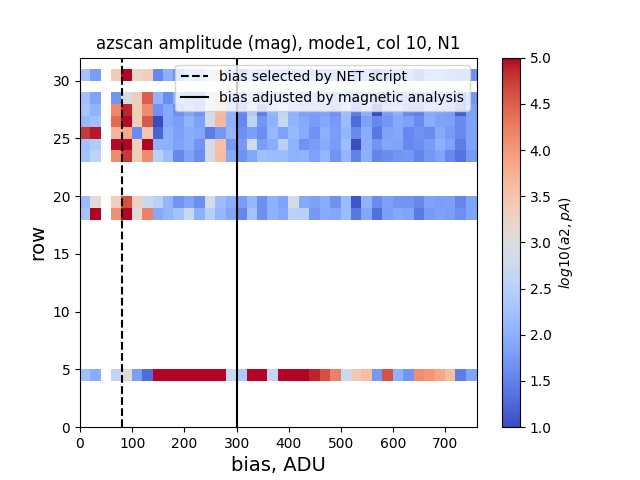 azscan amplitude (mag), mode1, col 10, N1
bias selected by NET script
bias adjusted by magnetic analysis
30
25
20
15
10
5
0
row
0 100 200 300 400 500 600 700
bias, ADU
5.0
4.5
4.0
3.5
3.0
2.5
2.0
1.5
1.0
log10(a2, pA)